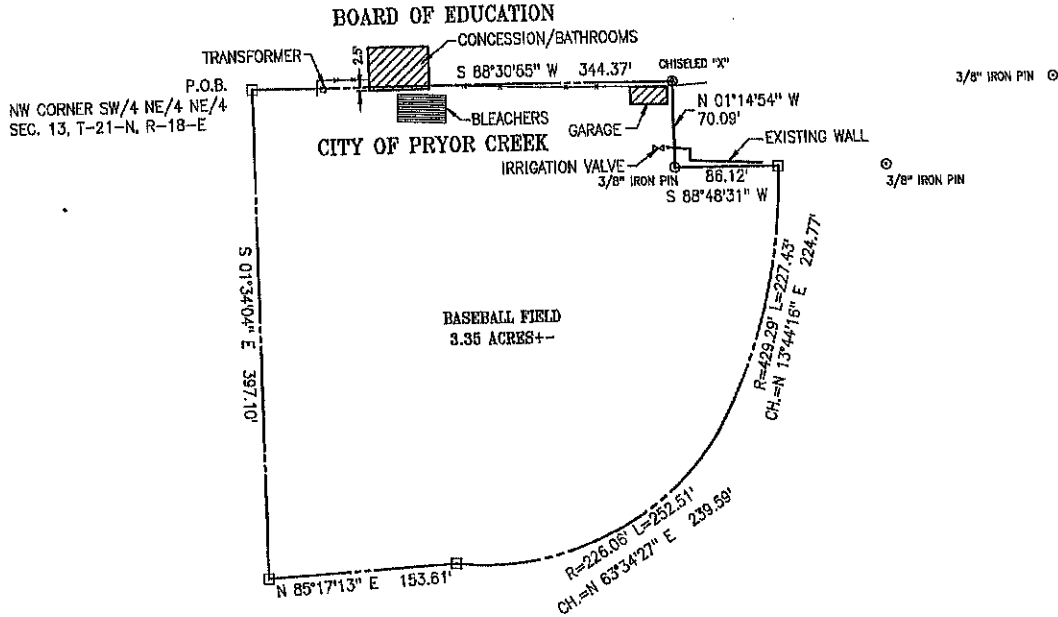 BOARD OF EDUCATION
TRANSFORMER
2.5'
CONCESSION/BATHROOMS
S 88°30'65" W 344.37'
CHISELED "X"
3/8" IRON PIN
P.O.B.
NW CORNER SW/4 NE/4 NE/4
SEC. 13, T-21-N, R-18-E
N 01°14'54" W
70.09'
BLEACHERS
GARAGE
EXISTING WALL
CITY OF PRYOR CREEK
IRRIGATION VALVE
3/8" IRON PIN
86.12'
S 88°48'31" W
3/8" IRON PIN
S 01°34'04" E 397.10'
BASEBALL FIELD
3.35 ACRES+-
R=429.29' L=227.43'
CH.=N 13°44'16" E 224.77'
R=226.06' L=252.51'
CH.=N 63°34'27" E 239.59'
N 85°17'13" E 153.61'